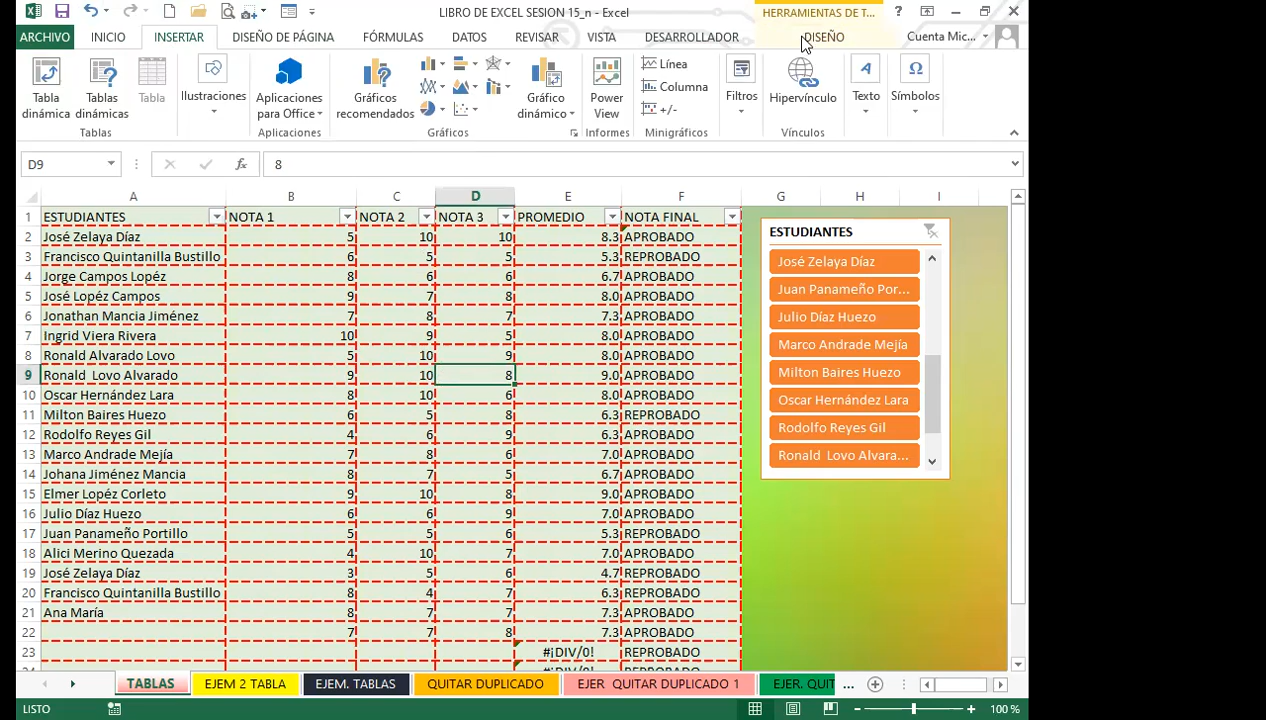 LIBRO DE EXCEL SESION 15_n - Excel
HERRAMIENTAS DE T...
?
ARCHIVO INICIO INSERTAR DISEÑO DE PÁGINA FÓRMULAS DATOS REVISAR VISTA DESARROLLADOR DISEÑO Cuenta Mic...
Tabla dinámica
Tablas dinámicas
Tabla
Ilustraciones
Aplicaciones para Office
Gráficos recomendados
Gráfico dinámico
Power View
Línea
Columna
+/-
Filtros
Hipervínculo
Texto
Símbolos
Tablas Aplicaciones Gráficos Informes Minigráficos Vínculos
D9 fx 8
A B C D E F G H I
1 ESTUDIANTES NOTA 1 NOTA 2 NOTA 3 PROMEDIO NOTA FINAL
2 José Zelaya Díaz 5 10 10 8.3 APROBADO
3 Francisco Quintanilla Bustillo 6 5 5 5.3 REPROBADO
4 Jorge Campos Lopéz 8 6 6 6.7 APROBADO
5 José Lopéz Campos 9 7 8 8.0 APROBADO
6 Jonathan Mancia Jiménez 7 8 7 7.3 APROBADO
7 Ingrid Viera Rivera 10 9 5 8.0 APROBADO
8 Ronald Alvarado Lovo 5 10 9 8.0 APROBADO
9 Ronald  Lovo Alvarado 9 10 8 9.0 APROBADO
10 Oscar Hernández Lara 8 10 6 8.0 APROBADO
11 Milton Baires Huezo 6 5 8 6.3 REPROBADO
12 Rodolfo Reyes Gil 4 6 9 6.3 APROBADO
13 Marco Andrade Mejía 7 8 6 7.0 APROBADO
14 Johana Jiménez Mancia 8 7 5 6.7 APROBADO
15 Elmer Lopéz Corleto 9 10 8 9.0 APROBADO
16 Julio Díaz Huezo 6 6 9 7.0 APROBADO
17 Juan Panameño Portillo 5 5 6 5.3 REPROBADO
18 Alici Merino Quezada 4 10 7 7.0 APROBADO
19 José Zelaya Díaz 3 5 6 4.7 REPROBADO
20 Francisco Quintanilla Bustillo 8 4 7 6.3 REPROBADO
21 Ana María 8 7 7 7.3 APROBADO
22 7 7 8 7.3 APROBADO
23 #¡DIV/0! REPROBADO
24 #¡DIV/0! REPROBADO
ESTUDIANTES
José Zelaya Díaz
Juan Panameño Por...
Julio Díaz Huezo
Marco Andrade Mejía
Milton Baires Huezo
Oscar Hernández Lara
Rodolfo Reyes Gil
Ronald  Lovo Alvara...
TABLAS EJEM 2 TABLA EJEM. TABLAS QUITAR DUPLICADO EJER  QUITAR DUPLICADO 1 EJER. QUIT ...
LISTO 100 %